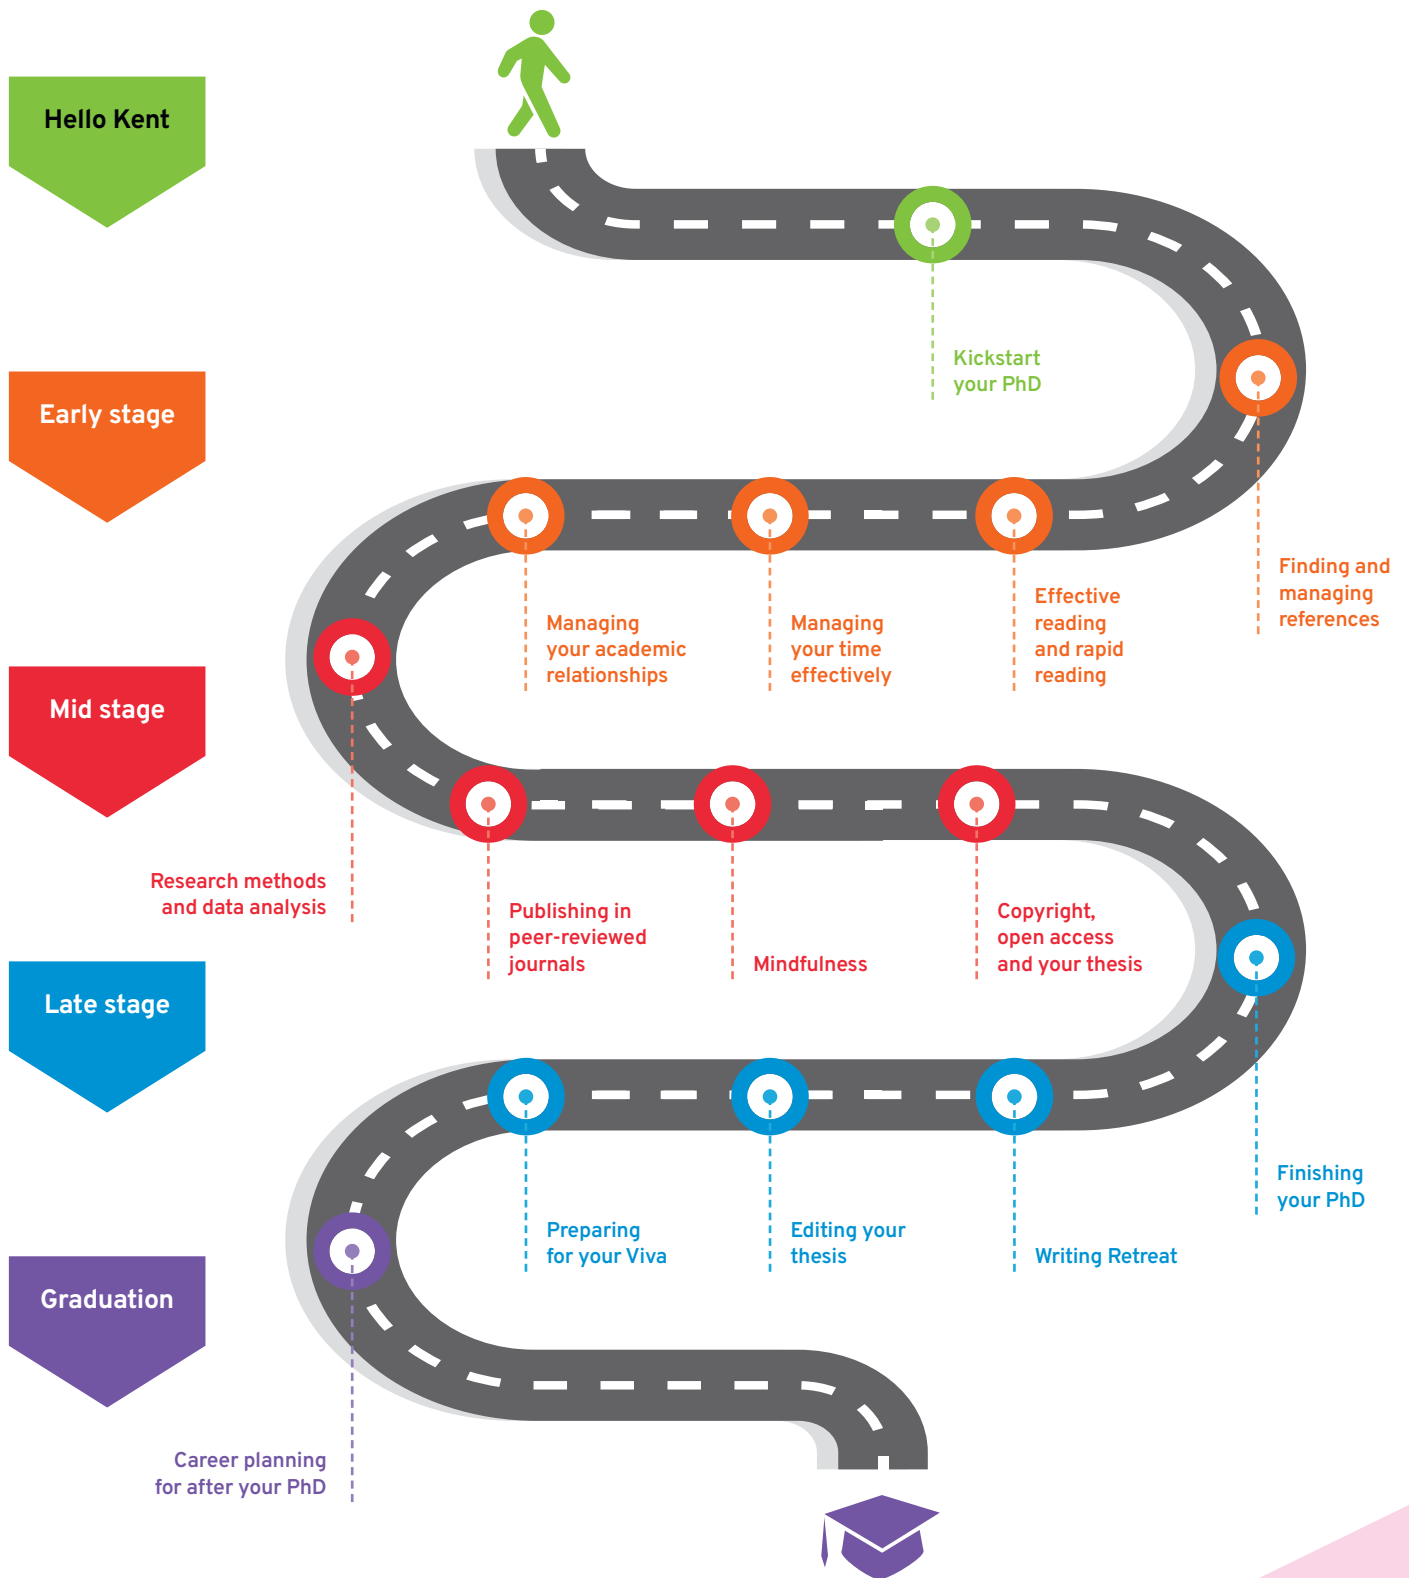 Hello Kent
Kickstart
your PhD
Early stage
Finding and
managing
references
Effective
reading
and rapid
reading
Managing
your time
effectively
Managing
your academic
relationships
Mid stage
Research methods
and data analysis
Publishing in
peer-reviewed
journals
Mindfulness
Copyright,
open access
and your thesis
Late stage
Finishing
your PhD
Writing Retreat
Editing your
thesis
Preparing
for your Viva
Graduation
Career planning
for after your PhD